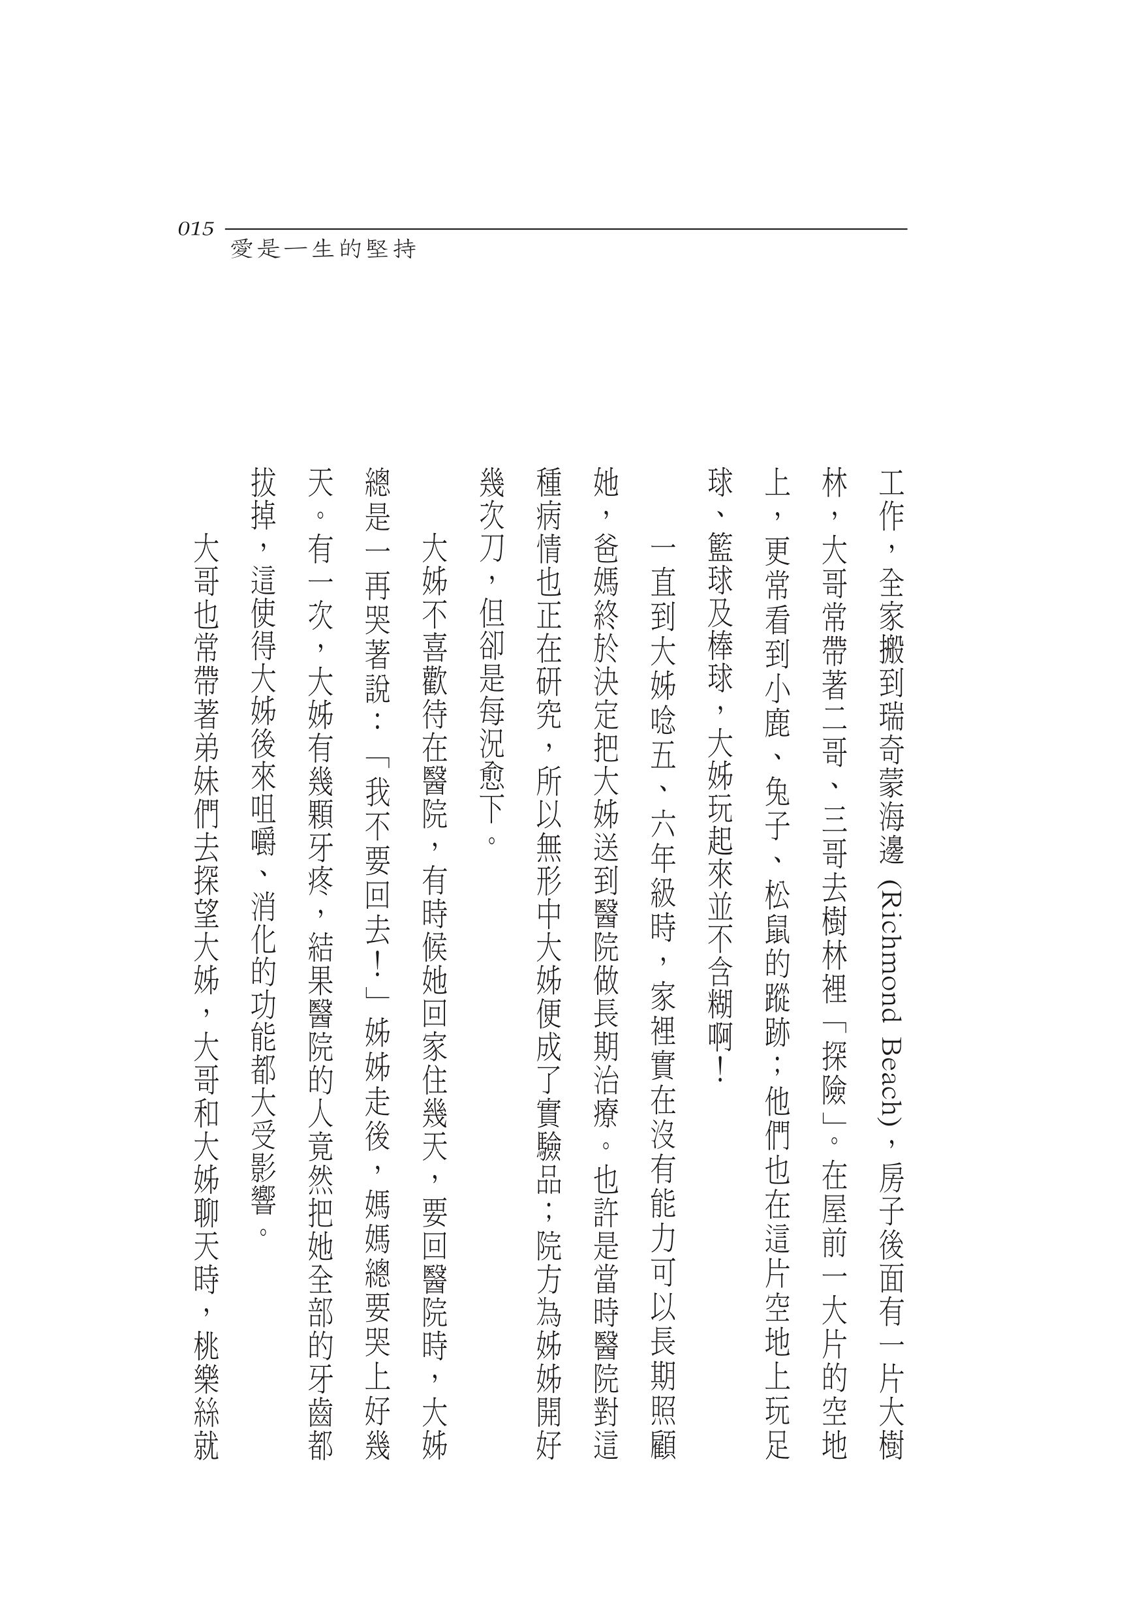 015
愛是一生的堅持
工作，全家搬到瑞奇蒙海邊 (Richmond Beach)，房子後面有一片大樹
林，大哥常帶著二哥、三哥去樹林裡「探險」。在屋前一大片的空地
上，更常看到小鹿、兔子、松鼠的蹤跡；他們也在這片空地上玩足
球、籃球及棒球，大姊玩起來並不含糊啊！
一直到大姊唸五、六年級時，家裡實在沒有能力可以長期照顧
她，爸媽終於決定把大姊送到醫院做長期治療。也許是當時醫院對這
種病情也正在研究，所以無形中大姊便成了實驗品；院方為姊姊開好
幾次刀，但卻是每況愈下。
大姊不喜歡待在醫院，有時候她回家住幾天，要回醫院時，大姊
總是一再哭著說：「我不要回去！」姊姊走後，媽媽總要哭上好幾
天。有一次，大姊有幾顆牙疼，結果醫院的人竟然把她全部的牙齒都
拔掉，這使得大姊後來咀嚼、消化的功能都大受影響。
大哥也常帶著弟妹們去探望大姊，大哥和大姊聊天時，桃樂絲就